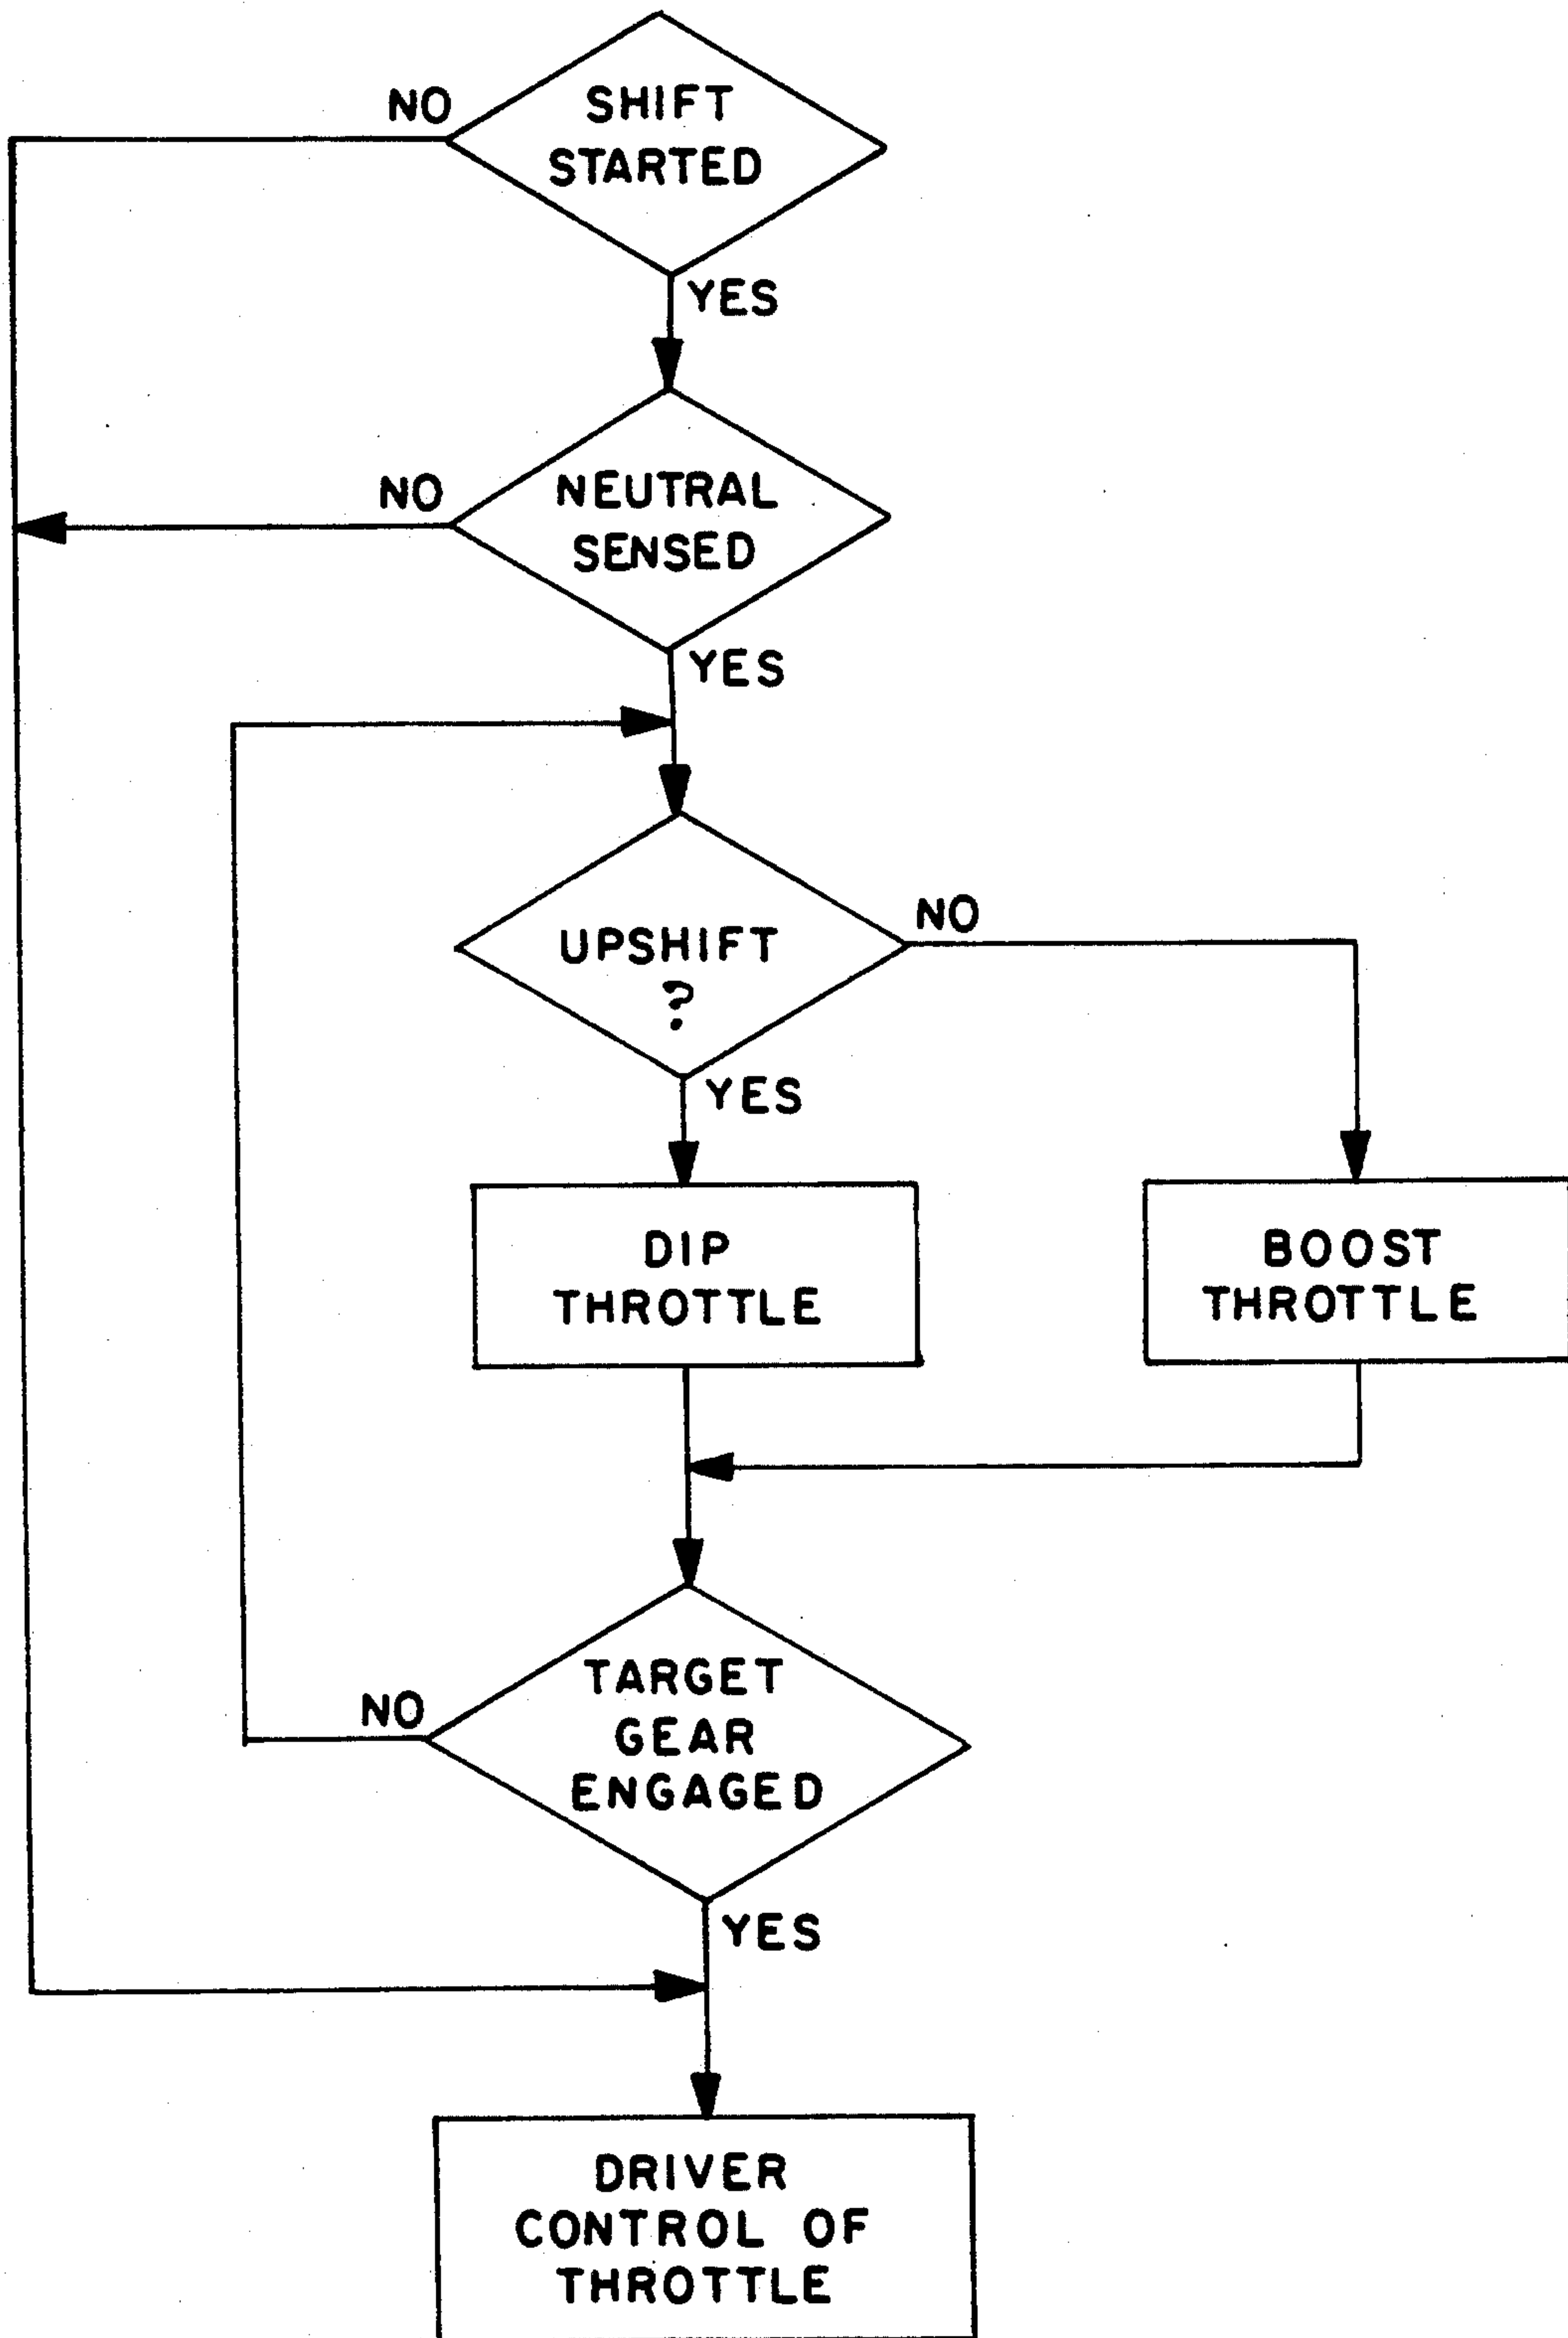 NO
SHIFT
STARTED
YES
NO
NEUTRAL
SENSED
YES
NO
UPSHIFT
?
YES
DIP
THROTTLE
BOOST
THROTTLE
NO
TARGET
GEAR
ENGAGED
YES
DRIVER
CONTROL OF
THROTTLE